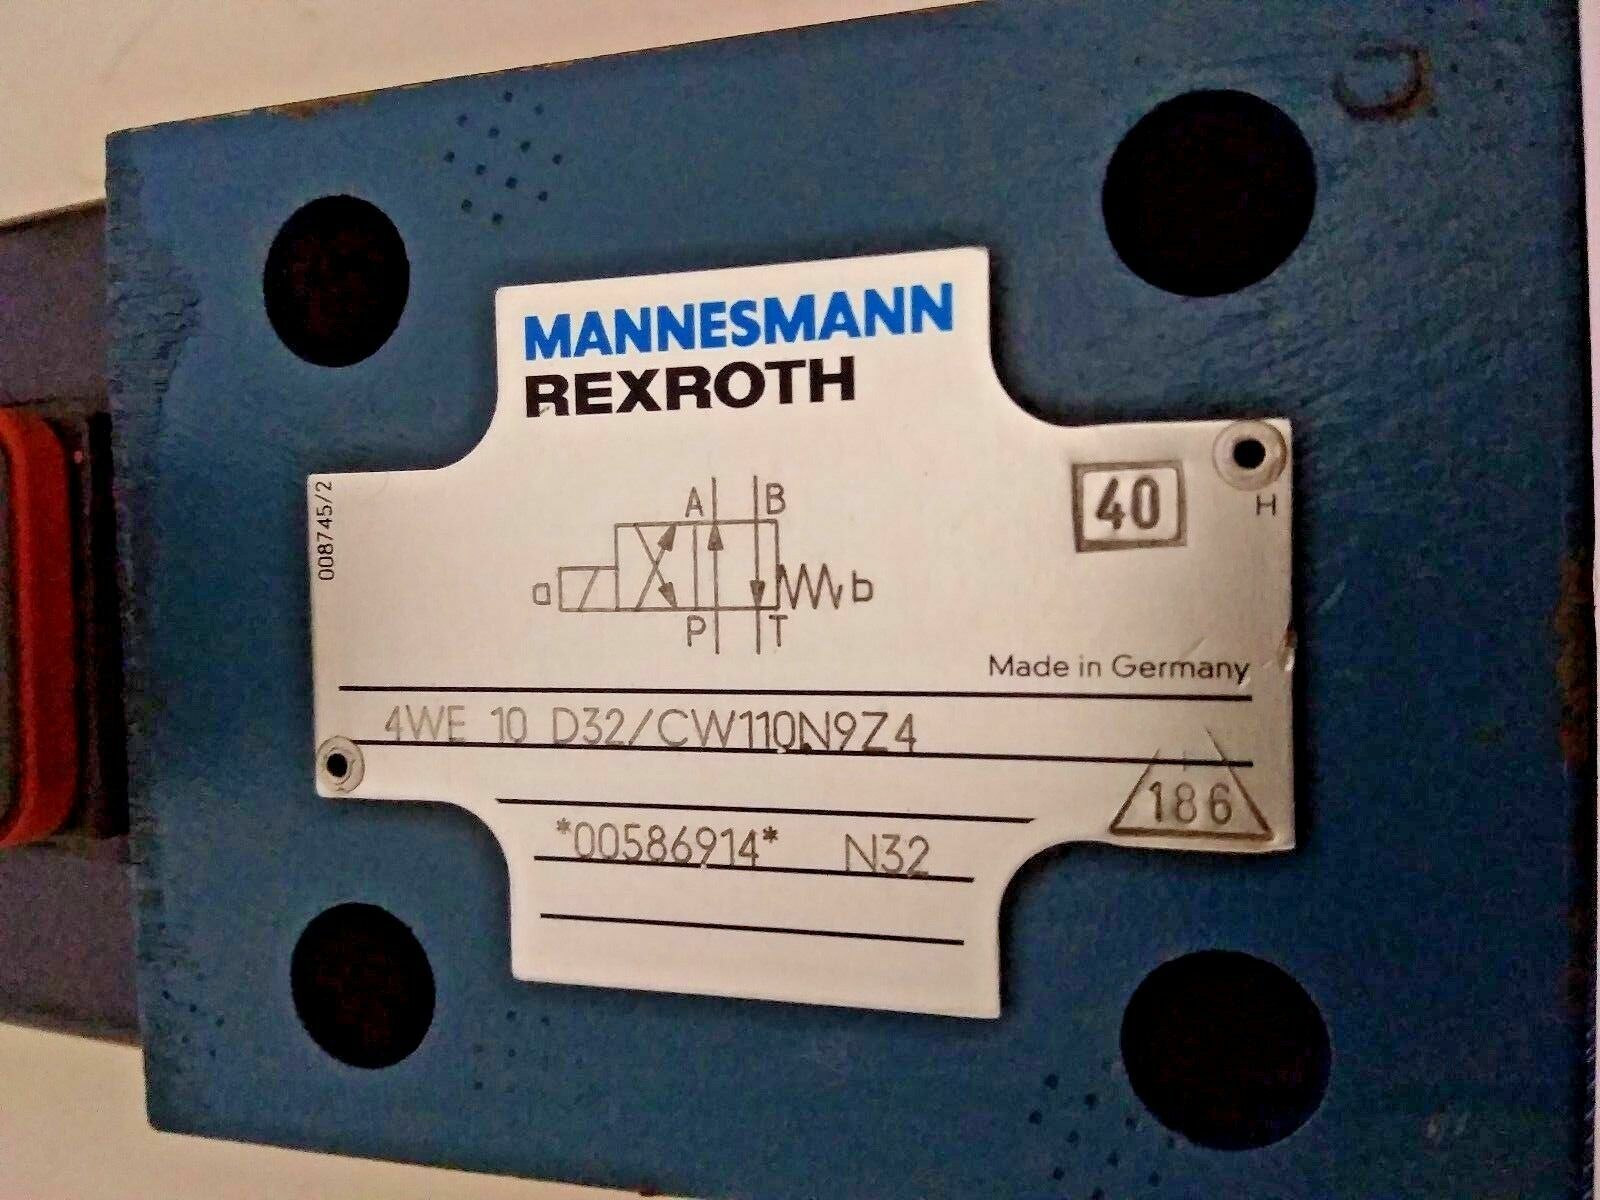 MANNESMANN
REXROTH
008745/2
40
H
A B
a b
P T
Made in Germany
4WE 10 D32/CW110N9Z4
186
*00586914* N32